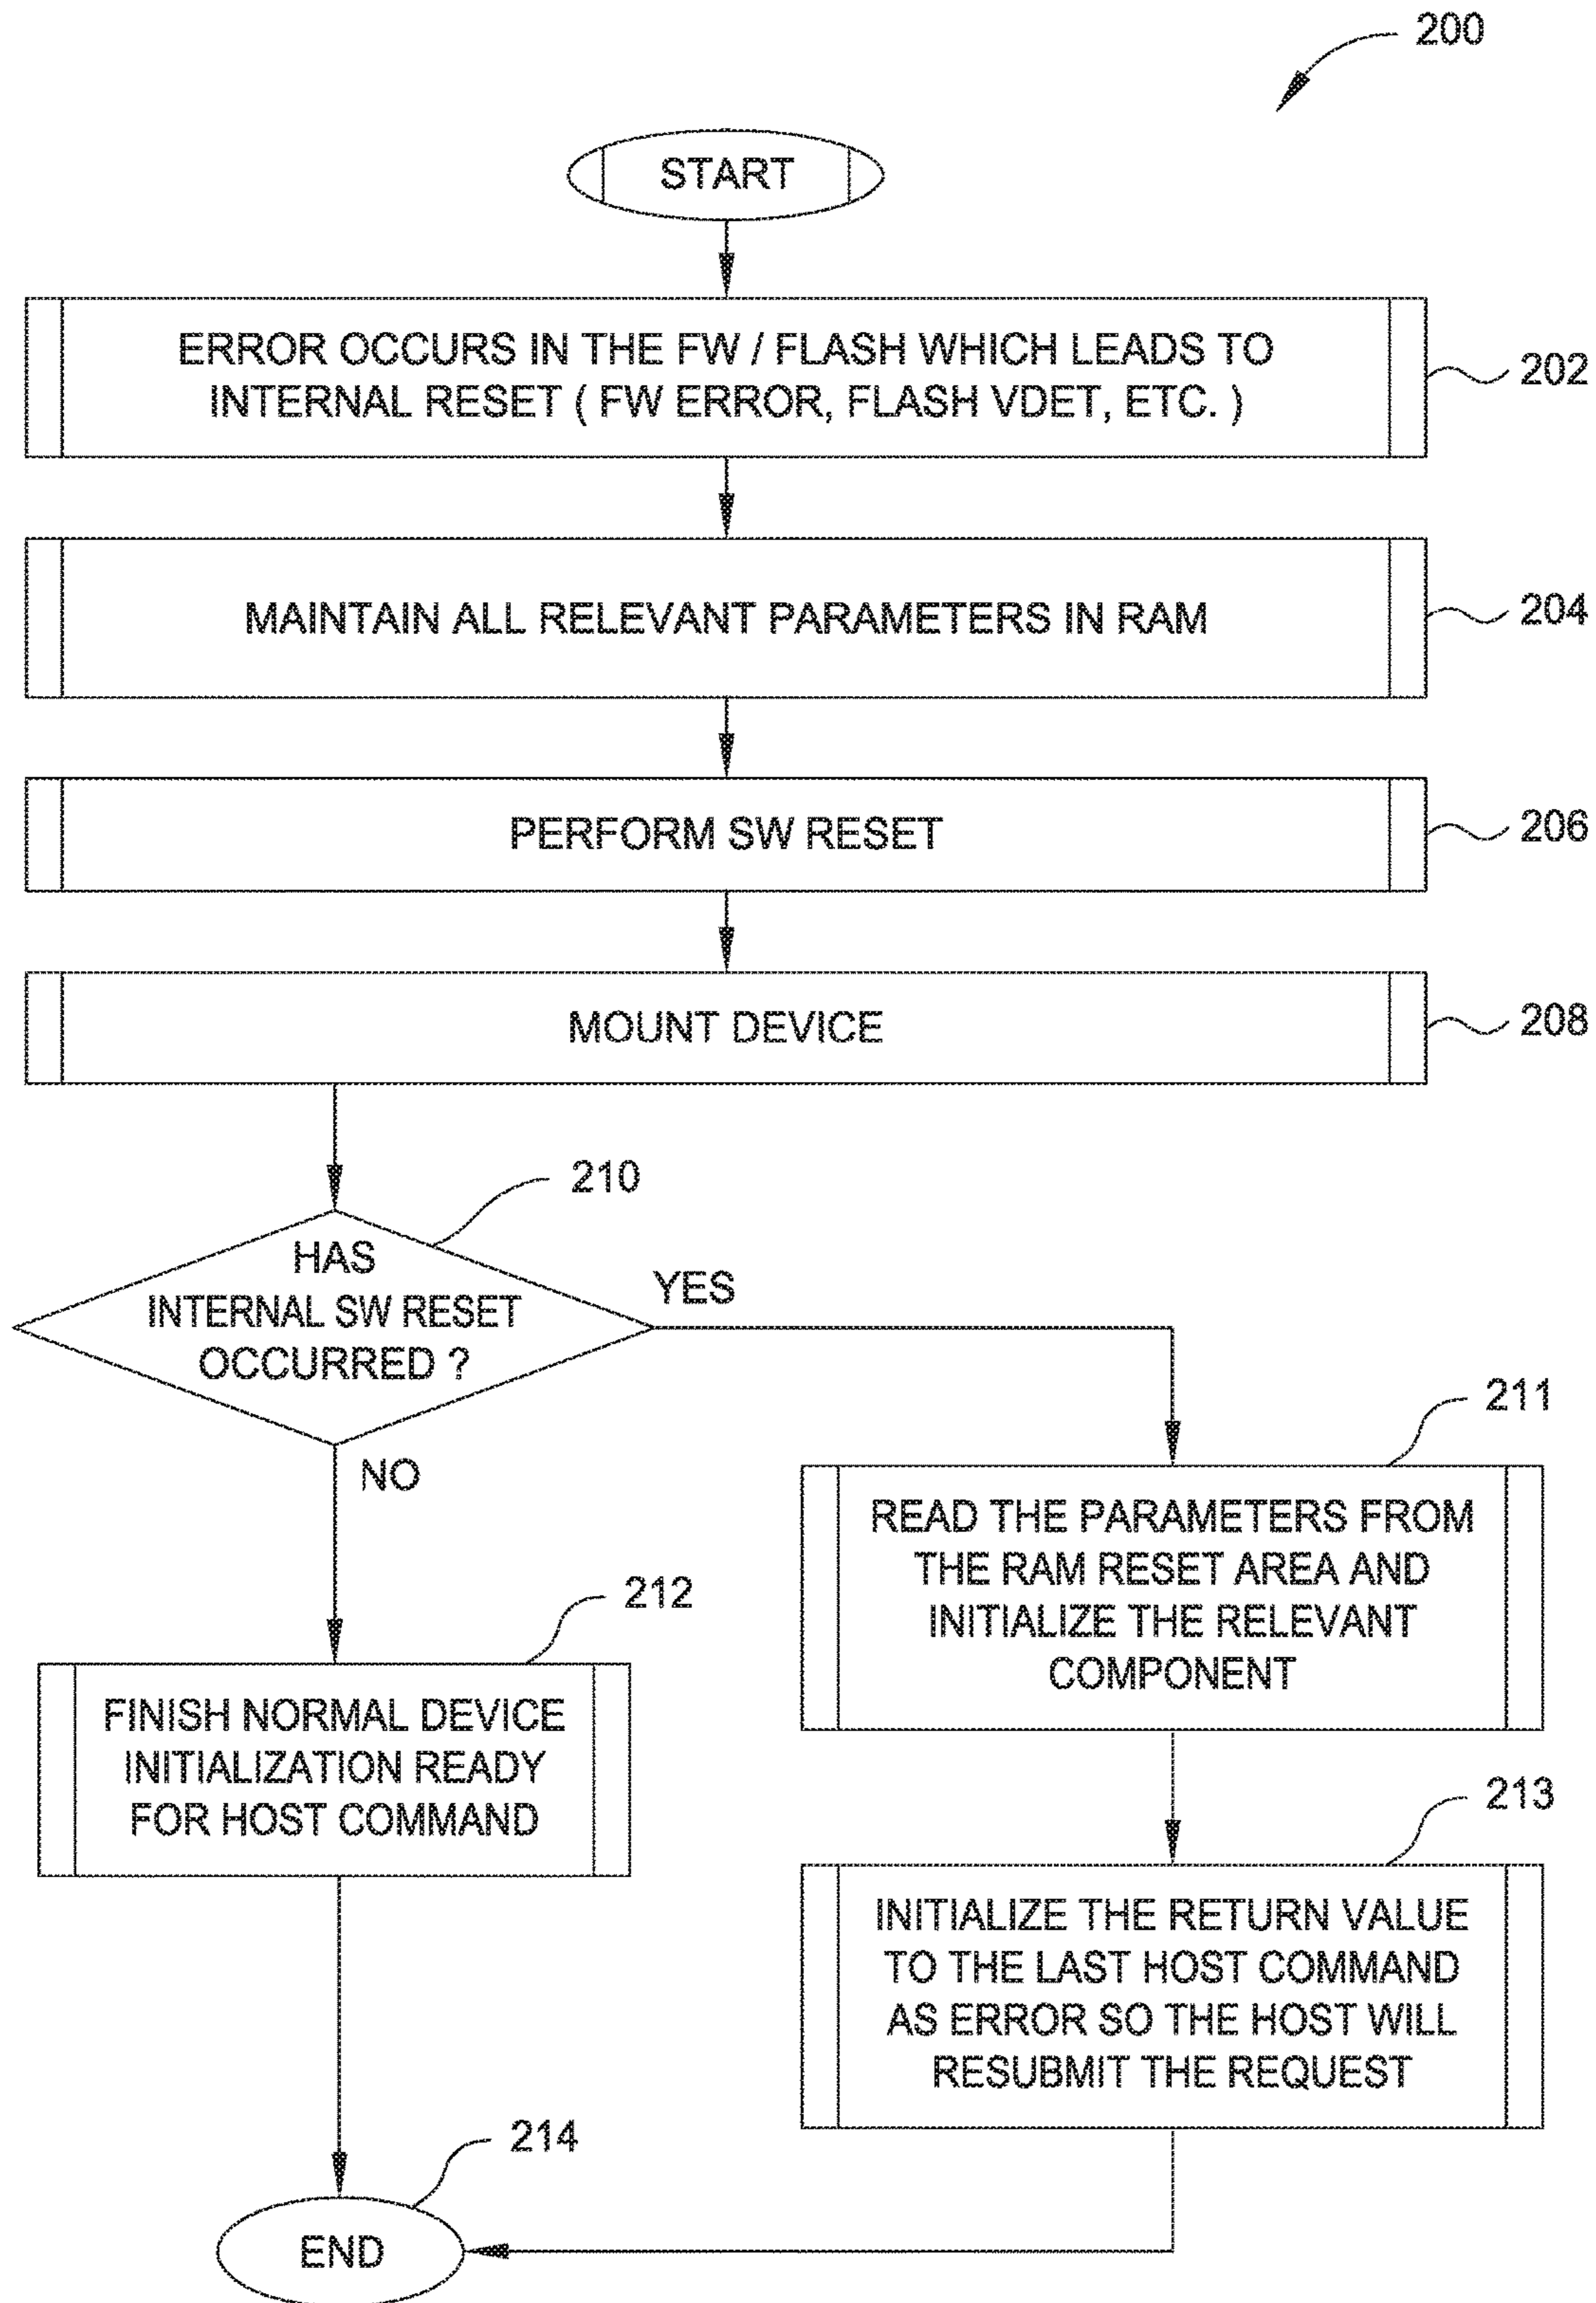 200
START
ERROR OCCURS IN THE FW / FLASH WHICH LEADS TO
INTERNAL RESET ( FW ERROR, FLASH VDET, ETC. )
202
MAINTAIN ALL RELEVANT PARAMETERS IN RAM
204
PERFORM SW RESET
206
MOUNT DEVICE
208
210
HAS
INTERNAL SW RESET
OCCURRED ?
YES
NO
211
READ THE PARAMETERS FROM
THE RAM RESET AREA AND
INITIALIZE THE RELEVANT
COMPONENT
212
FINISH NORMAL DEVICE
INITIALIZATION READY
FOR HOST COMMAND
213
INITIALIZE THE RETURN VALUE
TO THE LAST HOST COMMAND
AS ERROR SO THE HOST WILL
RESUBMIT THE REQUEST
214
END